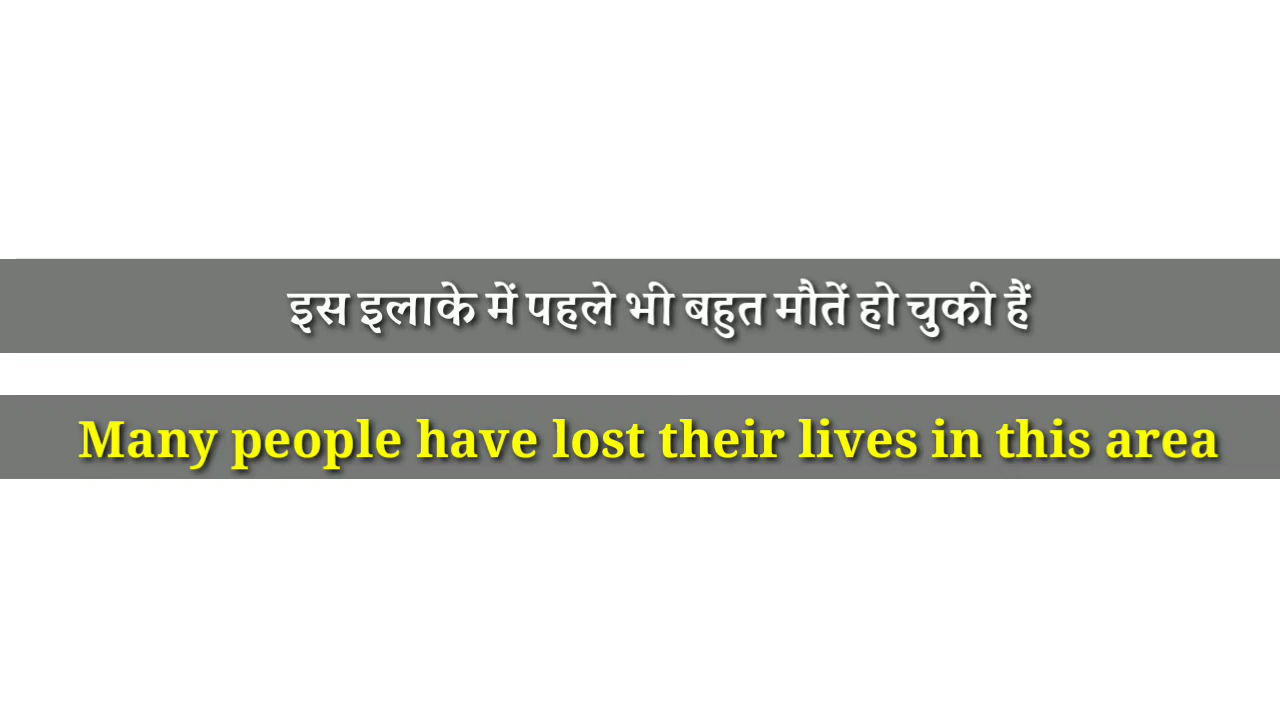 इस इलाके में पहले भी बहुत मौतें हो चुकी हैं
Many people have lost their lives in this area